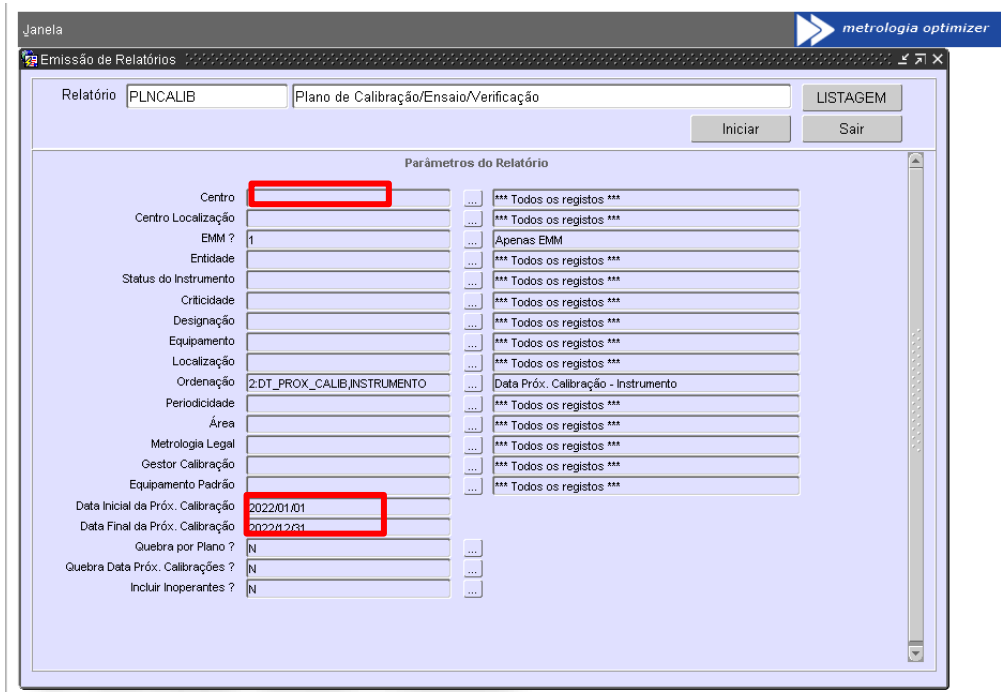 Janela
metrologia optimizer
Emissão de Relatórios
Relatório PLNCALIB Plano de Calibração/Ensaio/Verificação LISTAGEM
Iniciar Sair
Parâmetros do Relatório
Centro ... *** Todos os registos ***
Centro Localização ... *** Todos os registos ***
EMM ? 1 ... Apenas EMM
Entidade ... *** Todos os registos ***
Status do Instrumento ... *** Todos os registos ***
Criticidade ... *** Todos os registos ***
Designação ... *** Todos os registos ***
Equipamento ... *** Todos os registos ***
Localização ... *** Todos os registos ***
Ordenação 2:DT_PROX_CALIB,INSTRUMENTO ... Data Próx. Calibração - Instrumento
Periodicidade ... *** Todos os registos ***
Área ... *** Todos os registos ***
Metrologia Legal ... *** Todos os registos ***
Gestor Calibração ... *** Todos os registos ***
Equipamento Padrão ... *** Todos os registos ***
Data Inicial da Próx. Calibração 2022/01/01
Data Final da Próx. Calibração 2022/12/31
Quebra por Plano ? N ...
Quebra Data Próx. Calibrações ? N ...
Incluir Inoperantes ? N ...